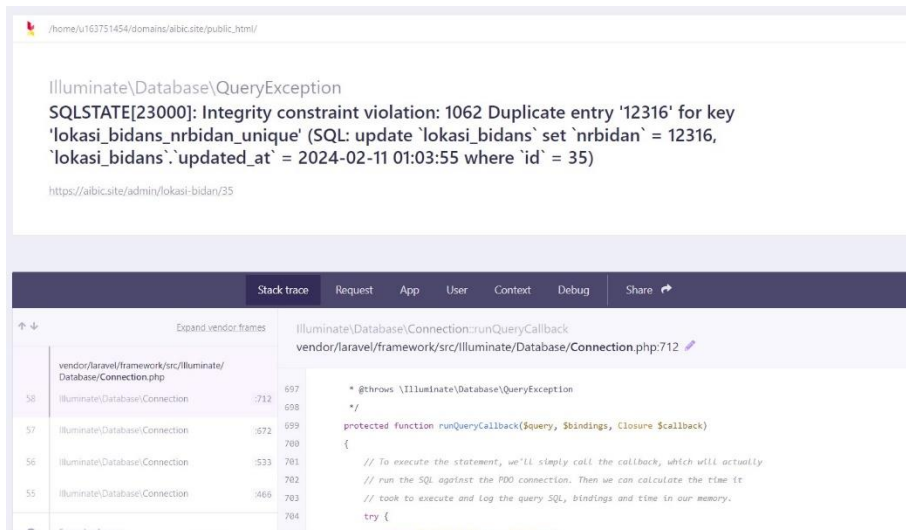 /home/u163751454/domains/aibic.site/public_html/
Illuminate\Database\QueryException
SQLSTATE[23000]: Integrity constraint violation: 1062 Duplicate entry '12316' for key
'lokasi_bidans_nrbidan_unique' (SQL: update `lokasi_bidans` set `nrbidan` = 12316,
`lokasi_bidans`.`updated_at` = 2024-02-11 01:03:55 where `id` = 35)
https://aibic.site/admin/lokasi-bidan/35
Stack trace Request App User Context Debug Share
Expand vendor frames
Illuminate\Database\Connection::runQueryCallback
vendor/laravel/framework/src/Illuminate/Database/Connection.php:712
vendor/laravel/framework/src/Illuminate/
Database/Connection.php
58 Illuminate\Database\Connection :712
57 Illuminate\Database\Connection :672
56 Illuminate\Database\Connection :533
55 Illuminate\Database\Connection :466
697 * @throws \Illuminate\Database\QueryException
698 */
699 protected function runQueryCallback($query, $bindings, Closure $callback)
700 {
701 // To execute the statement, we'll simply call the callback, which will actually
702 // run the SQL against the PDO connection. Then we can calculate the time it
703 // took to execute and log the query SQL, bindings and time in our memory.
704 try {